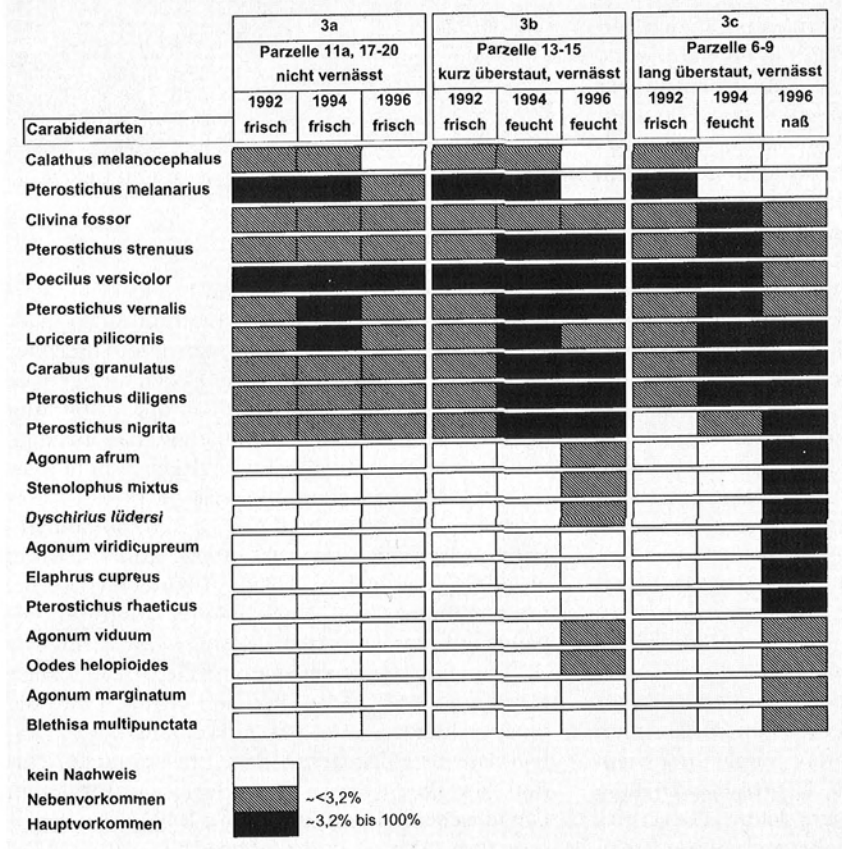 3a 3b 3c
Parzelle 11a, 17-20 Parzelle 13-15 Parzelle 6-9
nicht vernässt kurz überstaut, vernässt lang überstaut, vernässt
1992 1994 1996 1992 1994 1996 1992 1994 1996
Carabidenarten frisch frisch frisch frisch feucht feucht frisch feucht naß
Calathus melanocephalus
Pterostichus melanarius
Clivina fossor
Pterostichus strenuus
Poecilus versicolor
Pterostichus vernalis
Loricera pilicornis
Carabus granulatus
Pterostichus diligens
Pterostichus nigrita
Agonum afrum
Stenolophus mixtus
Dyschirius lüdersi
Agonum viridicupreum
Elaphrus cupreus
Pterostichus rhaeticus
Agonum viduum
Oodes helopioides
Agonum marginatum
Blethisa multipunctata
kein Nachweis
Nebenvorkommen ~<3,2%
Hauptvorkommen ~3,2% bis 100%